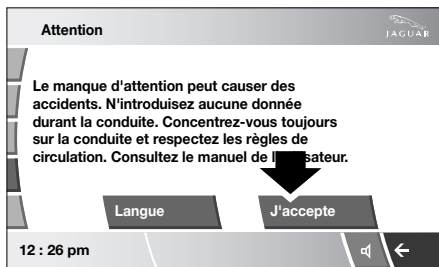 Attention
JAGUAR
Le manque d'attention peut causer des
accidents. N'introduisez aucune donnée
durant la conduite. Concentrez-vous toujours
sur la conduite et respectez les règles de
circulation. Consultez le manuel de
Langue
J'accepte
12 : 26 pm